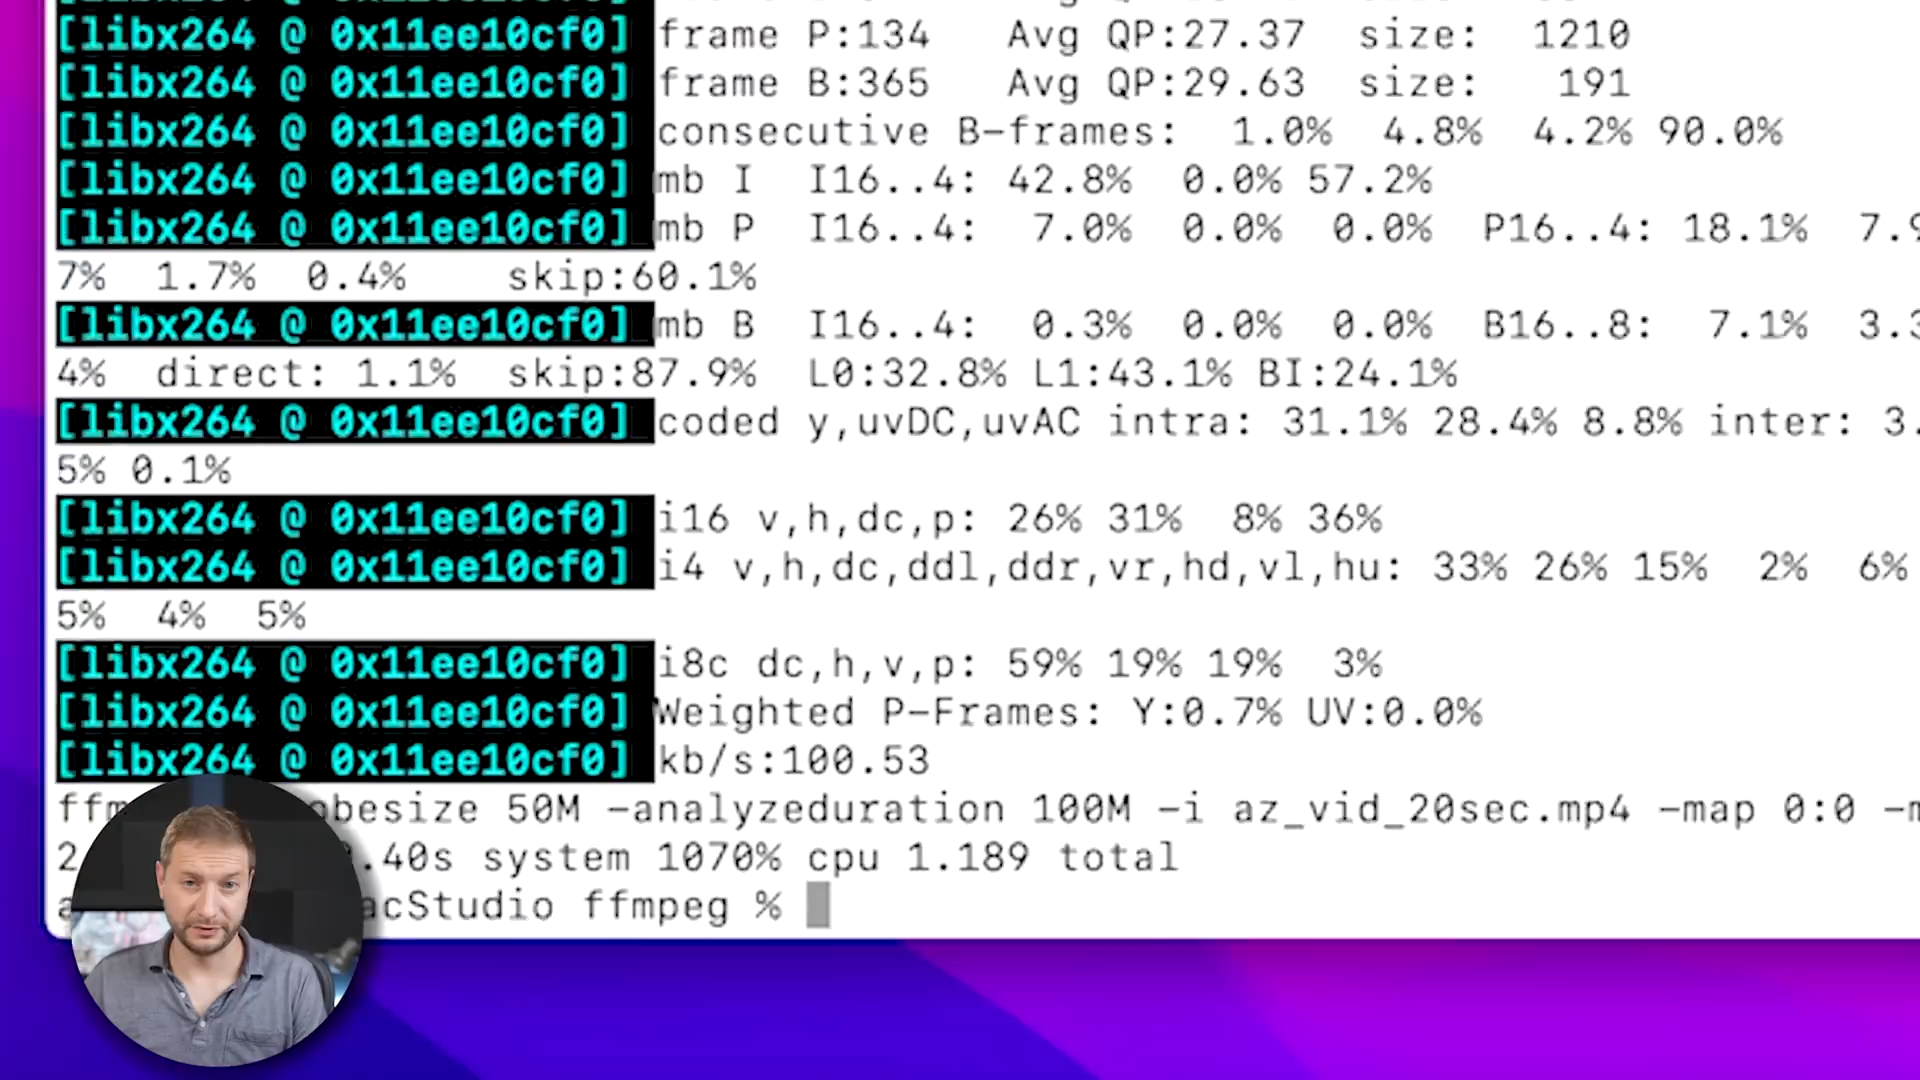 [libx264 @ 0x11ee10cf0] frame P:134 Avg QP:27.37 size: 1210
[libx264 @ 0x11ee10cf0] frame B:365 Avg QP:29.63 size: 191
[libx264 @ 0x11ee10cf0] consecutive B-frames: 1.0% 4.8% 4.2% 90.0%
[libx264 @ 0x11ee10cf0] mb I I16..4: 42.8% 0.0% 57.2%
[libx264 @ 0x11ee10cf0] mb P I16..4: 7.0% 0.0% 0.0% P16..4: 18.1% 7.9
7% 1.7% 0.4% skip:60.1%
[libx264 @ 0x11ee10cf0] mb B I16..4: 0.3% 0.0% 0.0% B16..8: 7.1% 3.3
4% direct: 1.1% skip:87.9% L0:32.8% L1:43.1% BI:24.1%
[libx264 @ 0x11ee10cf0] coded y,uvDC,uvAC intra: 31.1% 28.4% 8.8% inter: 3.
5% 0.1%
[libx264 @ 0x11ee10cf0] i16 v,h,dc,p: 26% 31% 8% 36%
[libx264 @ 0x11ee10cf0] i4 v,h,dc,ddl,ddr,vr,hd,vl,hu: 33% 26% 15% 2% 6%
5% 4% 5%
[libx264 @ 0x11ee10cf0] i8c dc,h,v,p: 59% 19% 19% 3%
[libx264 @ 0x11ee10cf0] Weighted P-Frames: Y:0.7% UV:0.0%
[libx264 @ 0x11ee10cf0] kb/s:100.53
ffm obesize 50M -analyzeduration 100M -i az_vid_20sec.mp4 -map 0:0 -m
2 .40s system 1070% cpu 1.189 total
a acStudio ffmpeg %